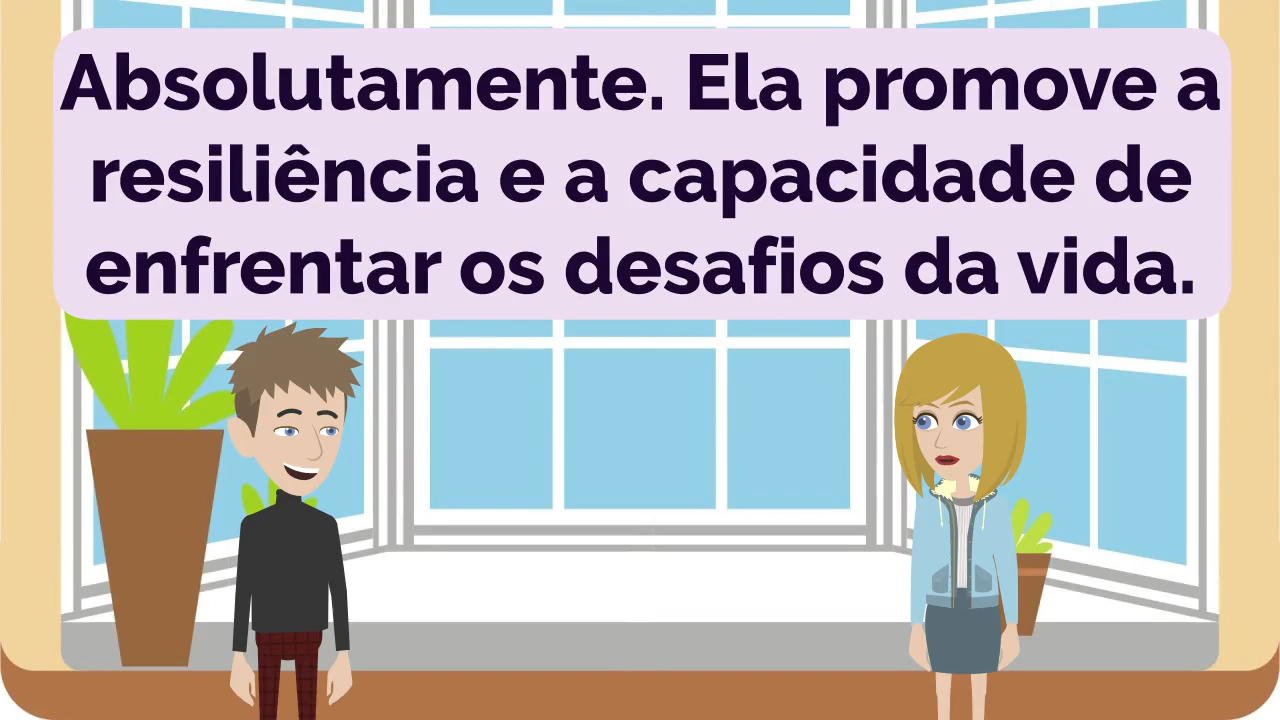 Absolutamente. Ela promove a
resiliência e a capacidade de
enfrentar os desafios da vida.